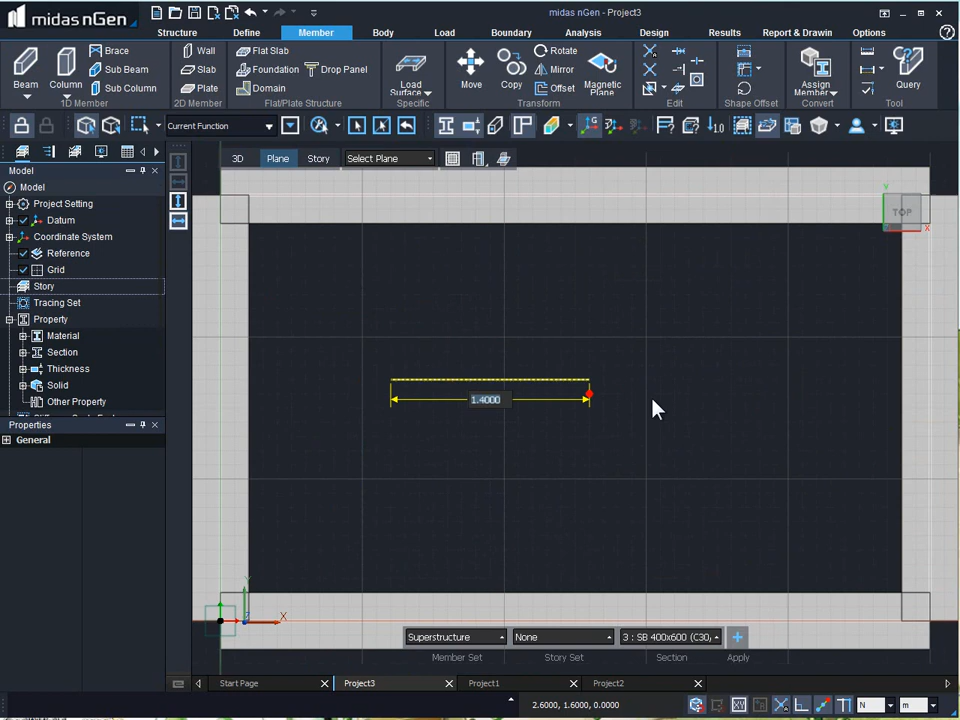 midas nGen
midas nGen - Project3
Structure
Define
Member
Body
Load
Boundary
Analysis
Design
Results
Report & Drawin
Options
Beam
Column
Brace
Sub Beam
Sub Column
1D Member
Wall
Slab
Plate
2D Member
Flat Slab
Foundation
Drop Panel
Domain
Flat/Plate Structure
Load
Surface
Specific
Move
Copy
Rotate
Mirror
Offset
Magnetic
Plane
Transform
Edit
Shape Offset
Assign
Member
Convert
Query
Tool
Current Function
1.0
Model
Model
Project Setting
Datum
Coordinate System
Reference
Grid
Story
Tracing Set
Property
Material
Section
Thickness
Solid
Other Property
Properties
General
3D
Plane
Story
Select Plane
Y
TOP
X
1.4000
Y
Z
X
Superstructure
None
3 : SB 400x600 (C30,
Member Set
Story Set
Section
Apply
Start Page
Project3
Project1
Project2
2.6000, 1.6000, 0.0000
N
m